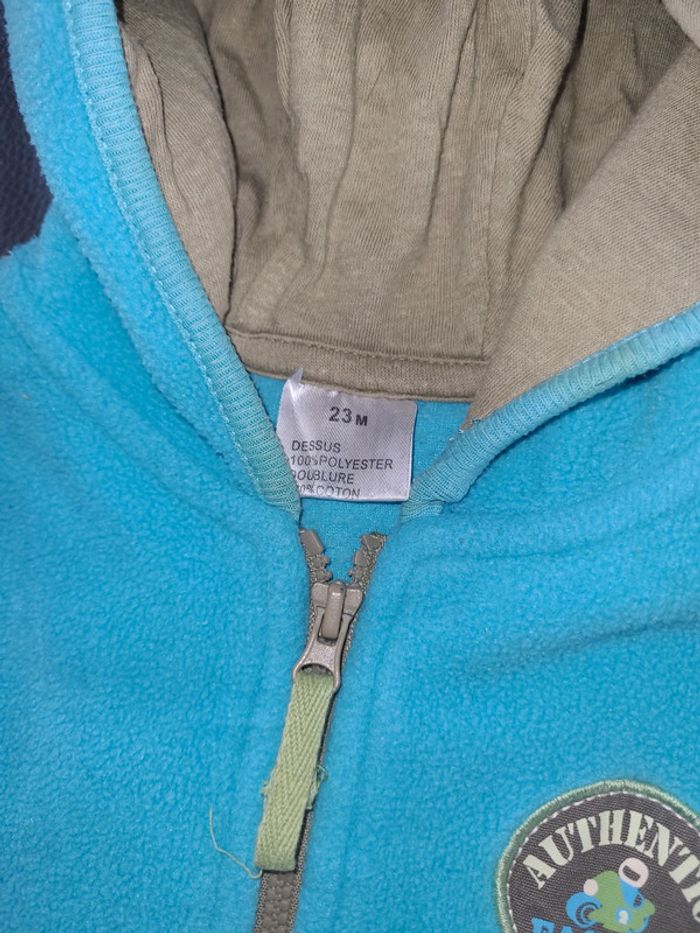 23 M
DESSUS
100%POLYESTER
DOUBLURE
COTON